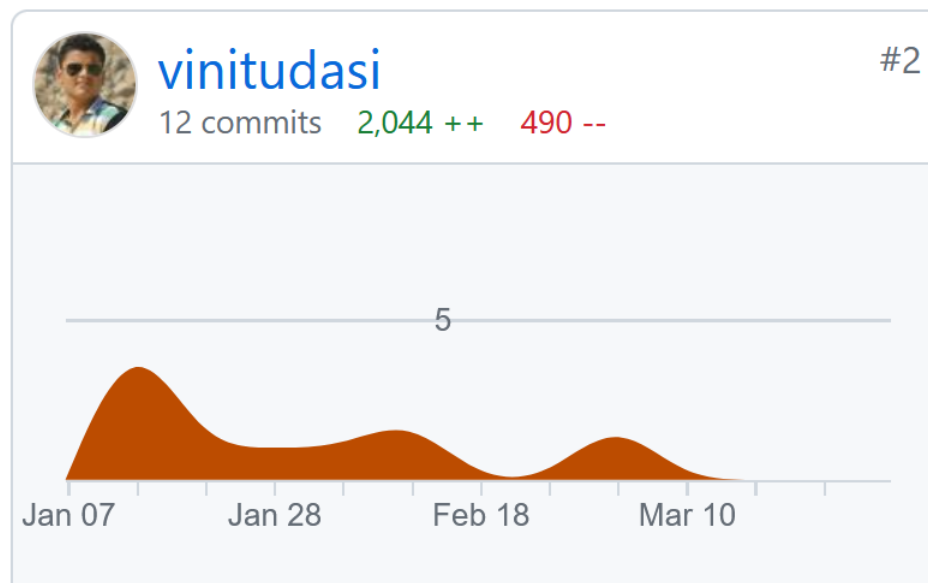 vinitudasi
#2
12 commits 2,044 ++ 490 --
5
Jan 07 Jan 28 Feb 18 Mar 10